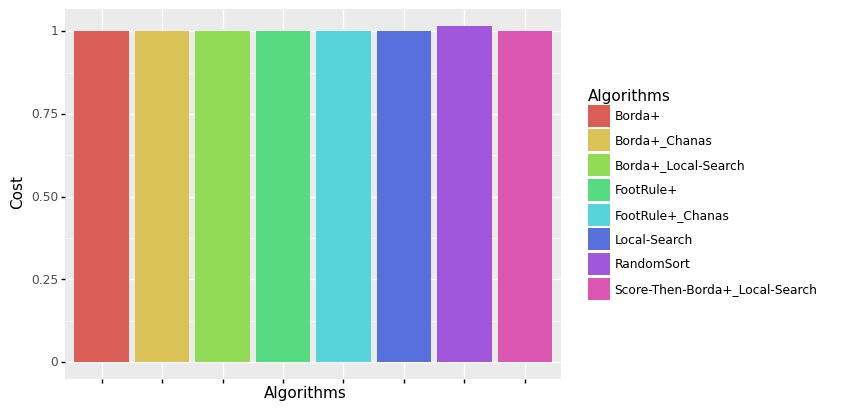 1
0.75
0.50
0.25
0
Cost
Algorithms
Algorithms
Borda+
Borda+_Chanas
Borda+_Local-Search
FootRule+
FootRule+_Chanas
Local-Search
RandomSort
Score-Then-Borda+_Local-Search